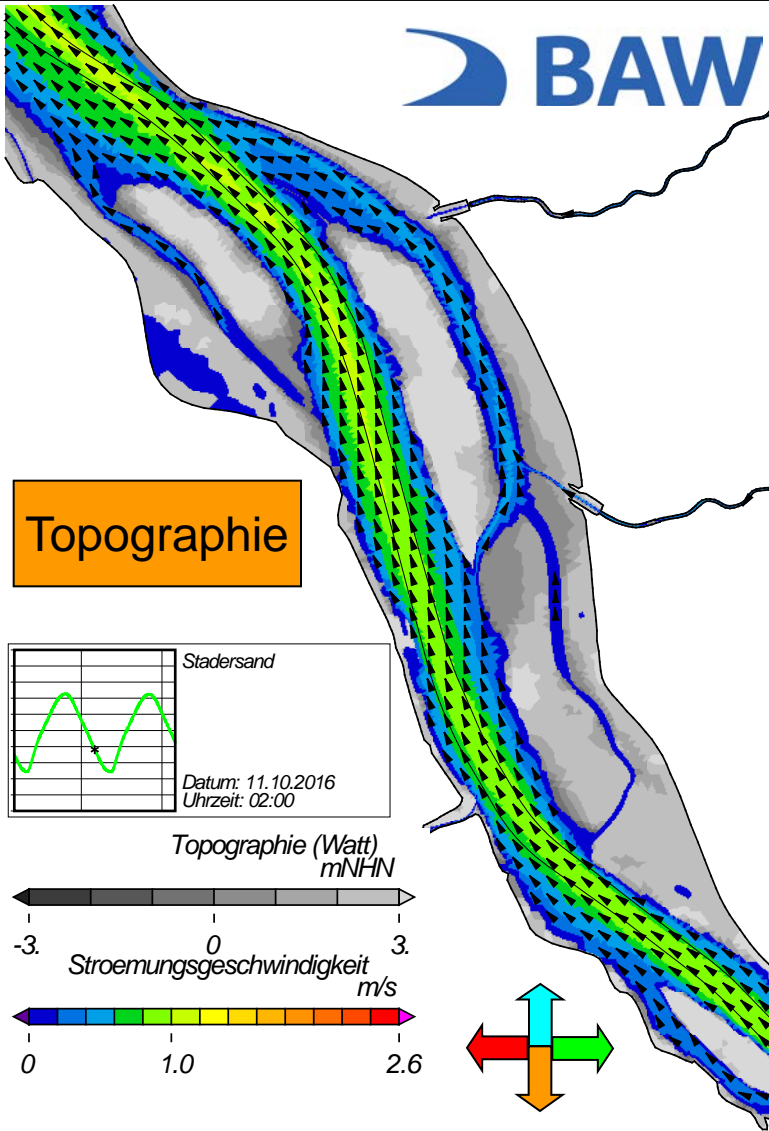 BAW
Topographie
Stadersand
Datum: 11.10.2016
Uhrzeit: 02:00
Topographie (Watt)
mNHN
-3. 0 3.
Stroemungsgeschwindigkeit
m/s
0 1.0 2.6